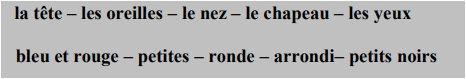 la tête – les oreilles – le nez – le chapeau – les yeux
bleu et rouge – petites – ronde – arrondi– petits noirs